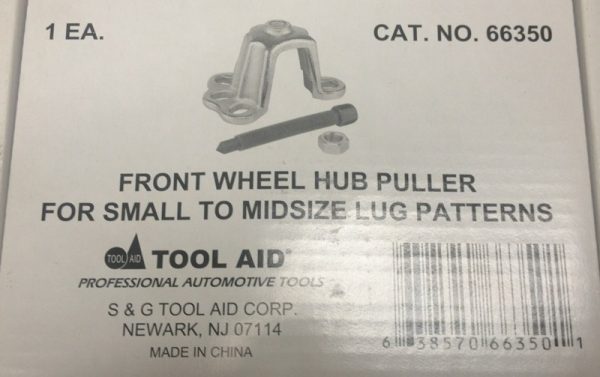 1 EA.
CAT. NO. 66350
FRONT WHEEL HUB PULLER
FOR SMALL TO MIDSIZE LUG PATTERNS
TOOL AID TOOL AID®
PROFESSIONAL AUTOMOTIVE TOOLS
S & G TOOL AID CORP.
NEWARK, NJ 07114
MADE IN CHINA
6 38570 66350 1